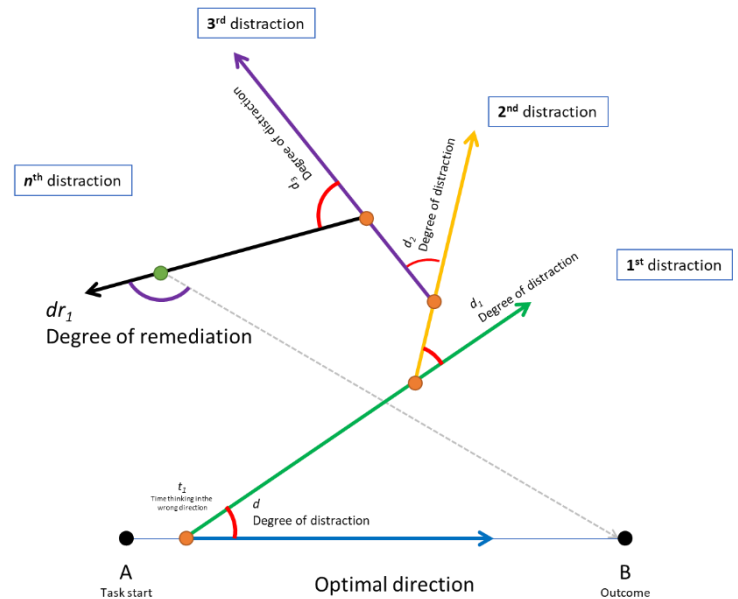 3rd distraction
Degree of distraction
d3
2nd distraction
Degree of distraction
d2
nth distraction
1st distraction
d1
Degree of distraction
dr1
Degree of remediation
t1
Time thinking in the
wrong direction
d
Degree of distraction
A
Task start
Optimal direction
B
Outcome